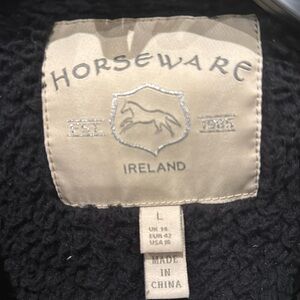 HORSEWARE
EST. 1985
IRELAND
L
UK 14
EUR 42
USA 10
MADE
IN
CHINA